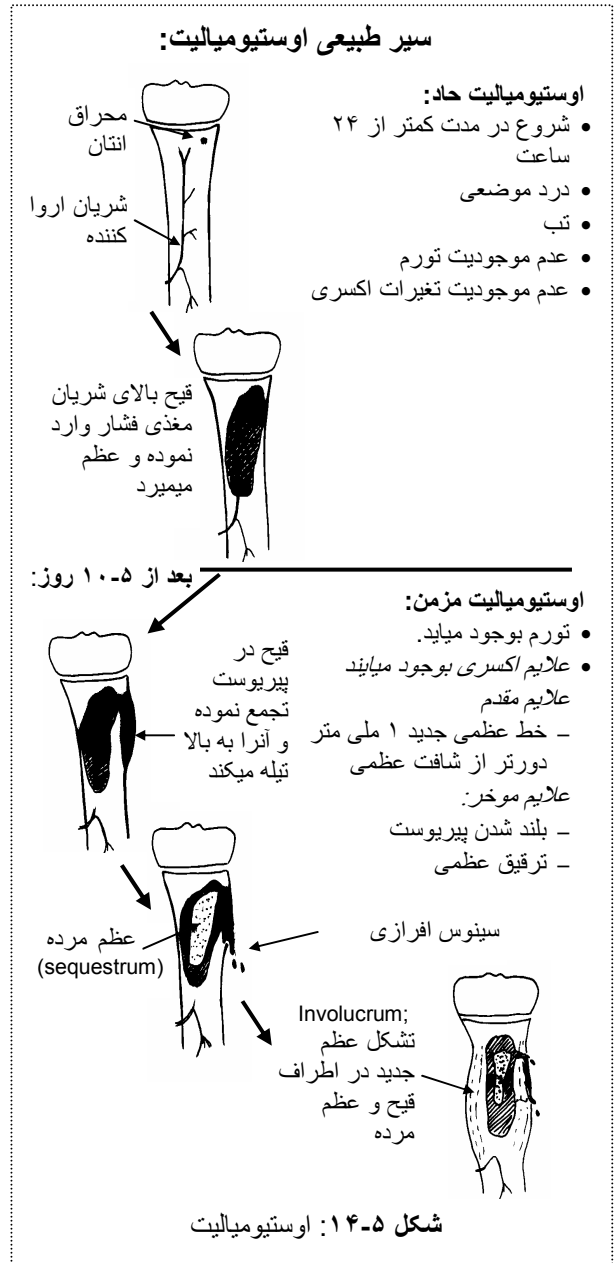 سیر طبیعی اوستیومیالیت:
اوستیومیالیت حاد:
• شروع در مدت کمتر از ۲۴
ساعت
• درد موضعی
• تب
• عدم موجودیت تورم
• عدم موجودیت تغیرات اکسری
محراق
انتان
شریان اروا
کننده
قیح بالای شریان
مغذی فشار وارد
نموده و عظم
میمیرد
بعد از ۵-۱۰ روز:
اوستیومیالیت مزمن:
• تورم بوجود میاید.
• علایم اکسری بوجود میایند
علایم مقدم
– خط عظمی جدید ۱ ملی متر
دورتر از شافت عظمی
علایم موخر:
– بلند شدن پیریوست
– ترقیق عظمی
قیح در
پیریوست
تجمع نموده
و آنرا به بالا
تیله میکند
عظم مرده
(sequestrum)
سینوس افرازی
Involucrum;
تشکل عظم
جدید در اطراف
قیح و عظم
مرده
شکل ۵-۱۴: اوستیومیالیت